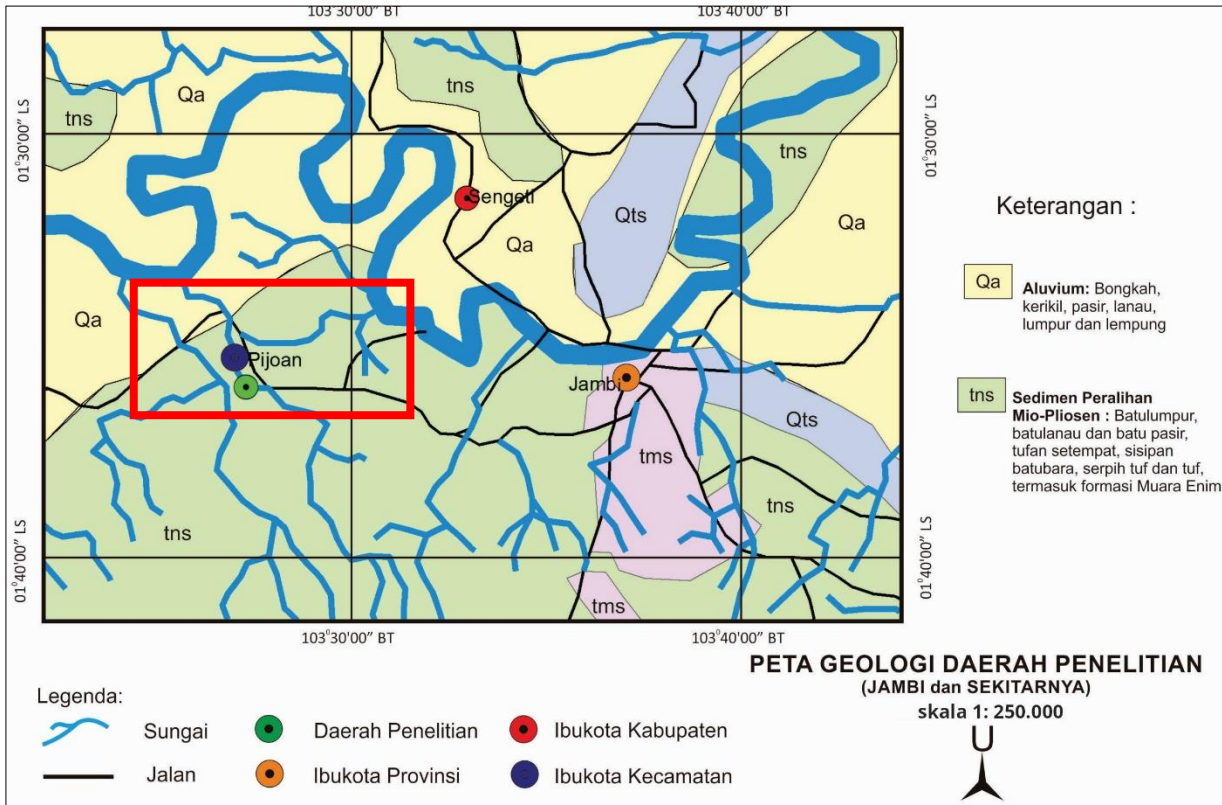 103°30'00" BT
103°40'00" BT
01°30'00" LS
01°30'00" LS
01°40'00" LS
01°40'00" LS
103°30'00" BT
103°40'00" BT
Qa
tns
tns
tns
Sengeti
Qts
Qa
Qa
Qa
Pijoan
Jambi
Qts
tms
tns
tns
tms
Keterangan :
Qa
Aluvium: Bongkah,
kerikil, pasir, lanau,
lumpur dan lempung
tns
Sedimen Peralihan
Mio-Pliosen : Batulumpur,
batulanau dan batu pasir,
tufan setempat, sisipan
batubara, serpih tuf dan tuf,
termasuk formasi Muara Enim
PETA GEOLOGI DAERAH PENELITIAN
(JAMBI dan SEKITARNYA)
skala 1: 250.000
U
Legenda:
Sungai
Daerah Penelitian
Ibukota Kabupaten
Jalan
Ibukota Provinsi
Ibukota Kecamatan